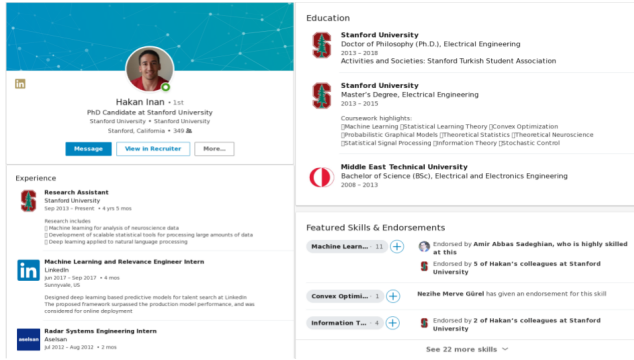 in
Hakan Inan • 1st
PhD Candidate at Stanford University
Stanford University • Stanford University
Stanford, California • 349
Message
View in Recruiter
More...
Experience
Research Assistant
Stanford University
Sep 2013 – Present • 4 yrs 5 mos
Research includes
▯ Machine learning for analysis of neuroscience data
▯ Development of scalable statistical tools for processing large amounts of data
▯ Deep learning applied to natural language processing
in
Machine Learning and Relevance Engineer Intern
LinkedIn
Jun 2017 – Sep 2017 • 4 mos
Sunnyvale, US
Designed deep learning based predictive models for talent search at LinkedIn
The proposed framework surpassed the production model performance, and was
considered for online deployment
aselsan
Radar Systems Engineering Intern
Aselsan
Jul 2012 – Aug 2012 • 2 mos
Education
Stanford University
Doctor of Philosophy (Ph.D.), Electrical Engineering
2013 – 2018
Activities and Societies: Stanford Turkish Student Association
Stanford University
Master's Degree, Electrical Engineering
2013 – 2015
Coursework highlights:
▯Machine Learning ▯Statistical Learning Theory ▯Convex Optimization
▯Probabilistic Graphical Models ▯Theoretical Statistics ▯Theoretical Neuroscience
▯Statistical Signal Processing ▯Information Theory ▯Stochastic Control
Middle East Technical University
Bachelor of Science (BSc), Electrical and Electronics Engineering
2008 – 2013
Featured Skills & Endorsements
Machine Learn... · 11
Endorsed by Amir Abbas Sadeghian, who is highly skilled
at this
Endorsed by 5 of Hakan's colleagues at Stanford
University
Convex Optimi... · 1
Nezihe Merve Gürel has given an endorsement for this skill
Information T... · 4
Endorsed by 2 of Hakan's colleagues at Stanford
University
See 22 more skills